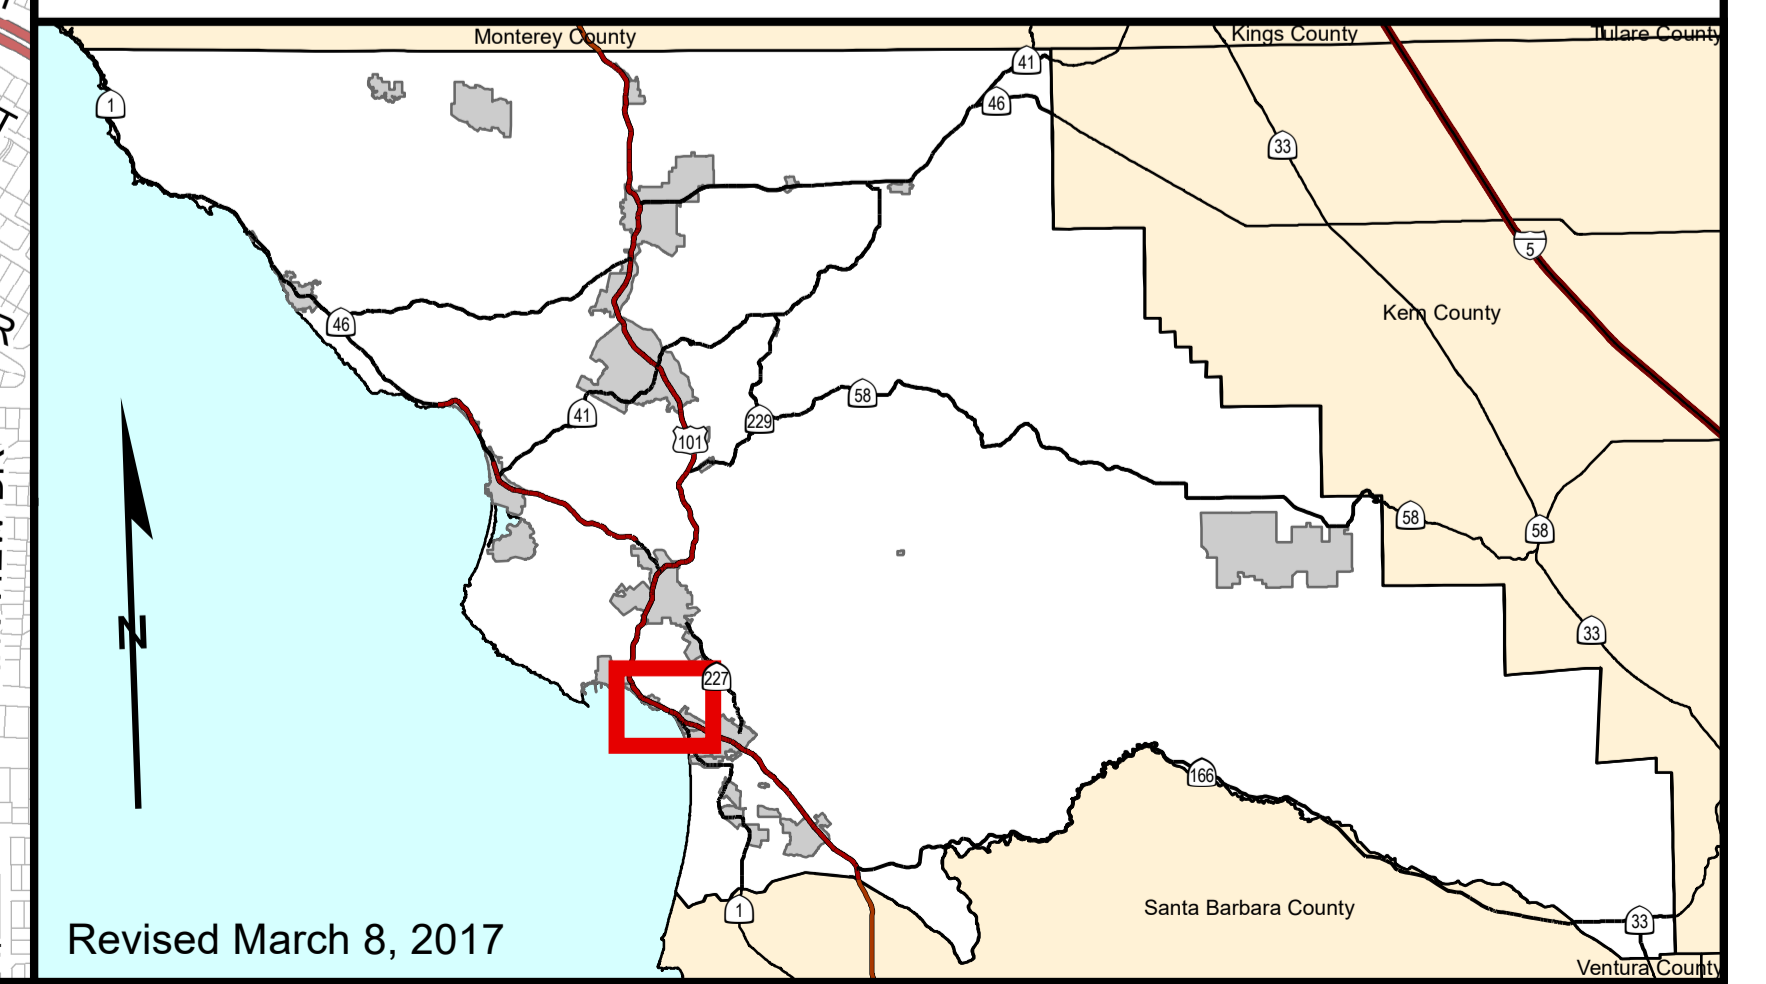 Monterey County
Kings County
Tulare County
41
1
46
33
5
Kern County
46
58
41
229
101
58
58
33
227
166
Santa Barbara County
1
33
N
Revised March 8, 2017
Ventura County